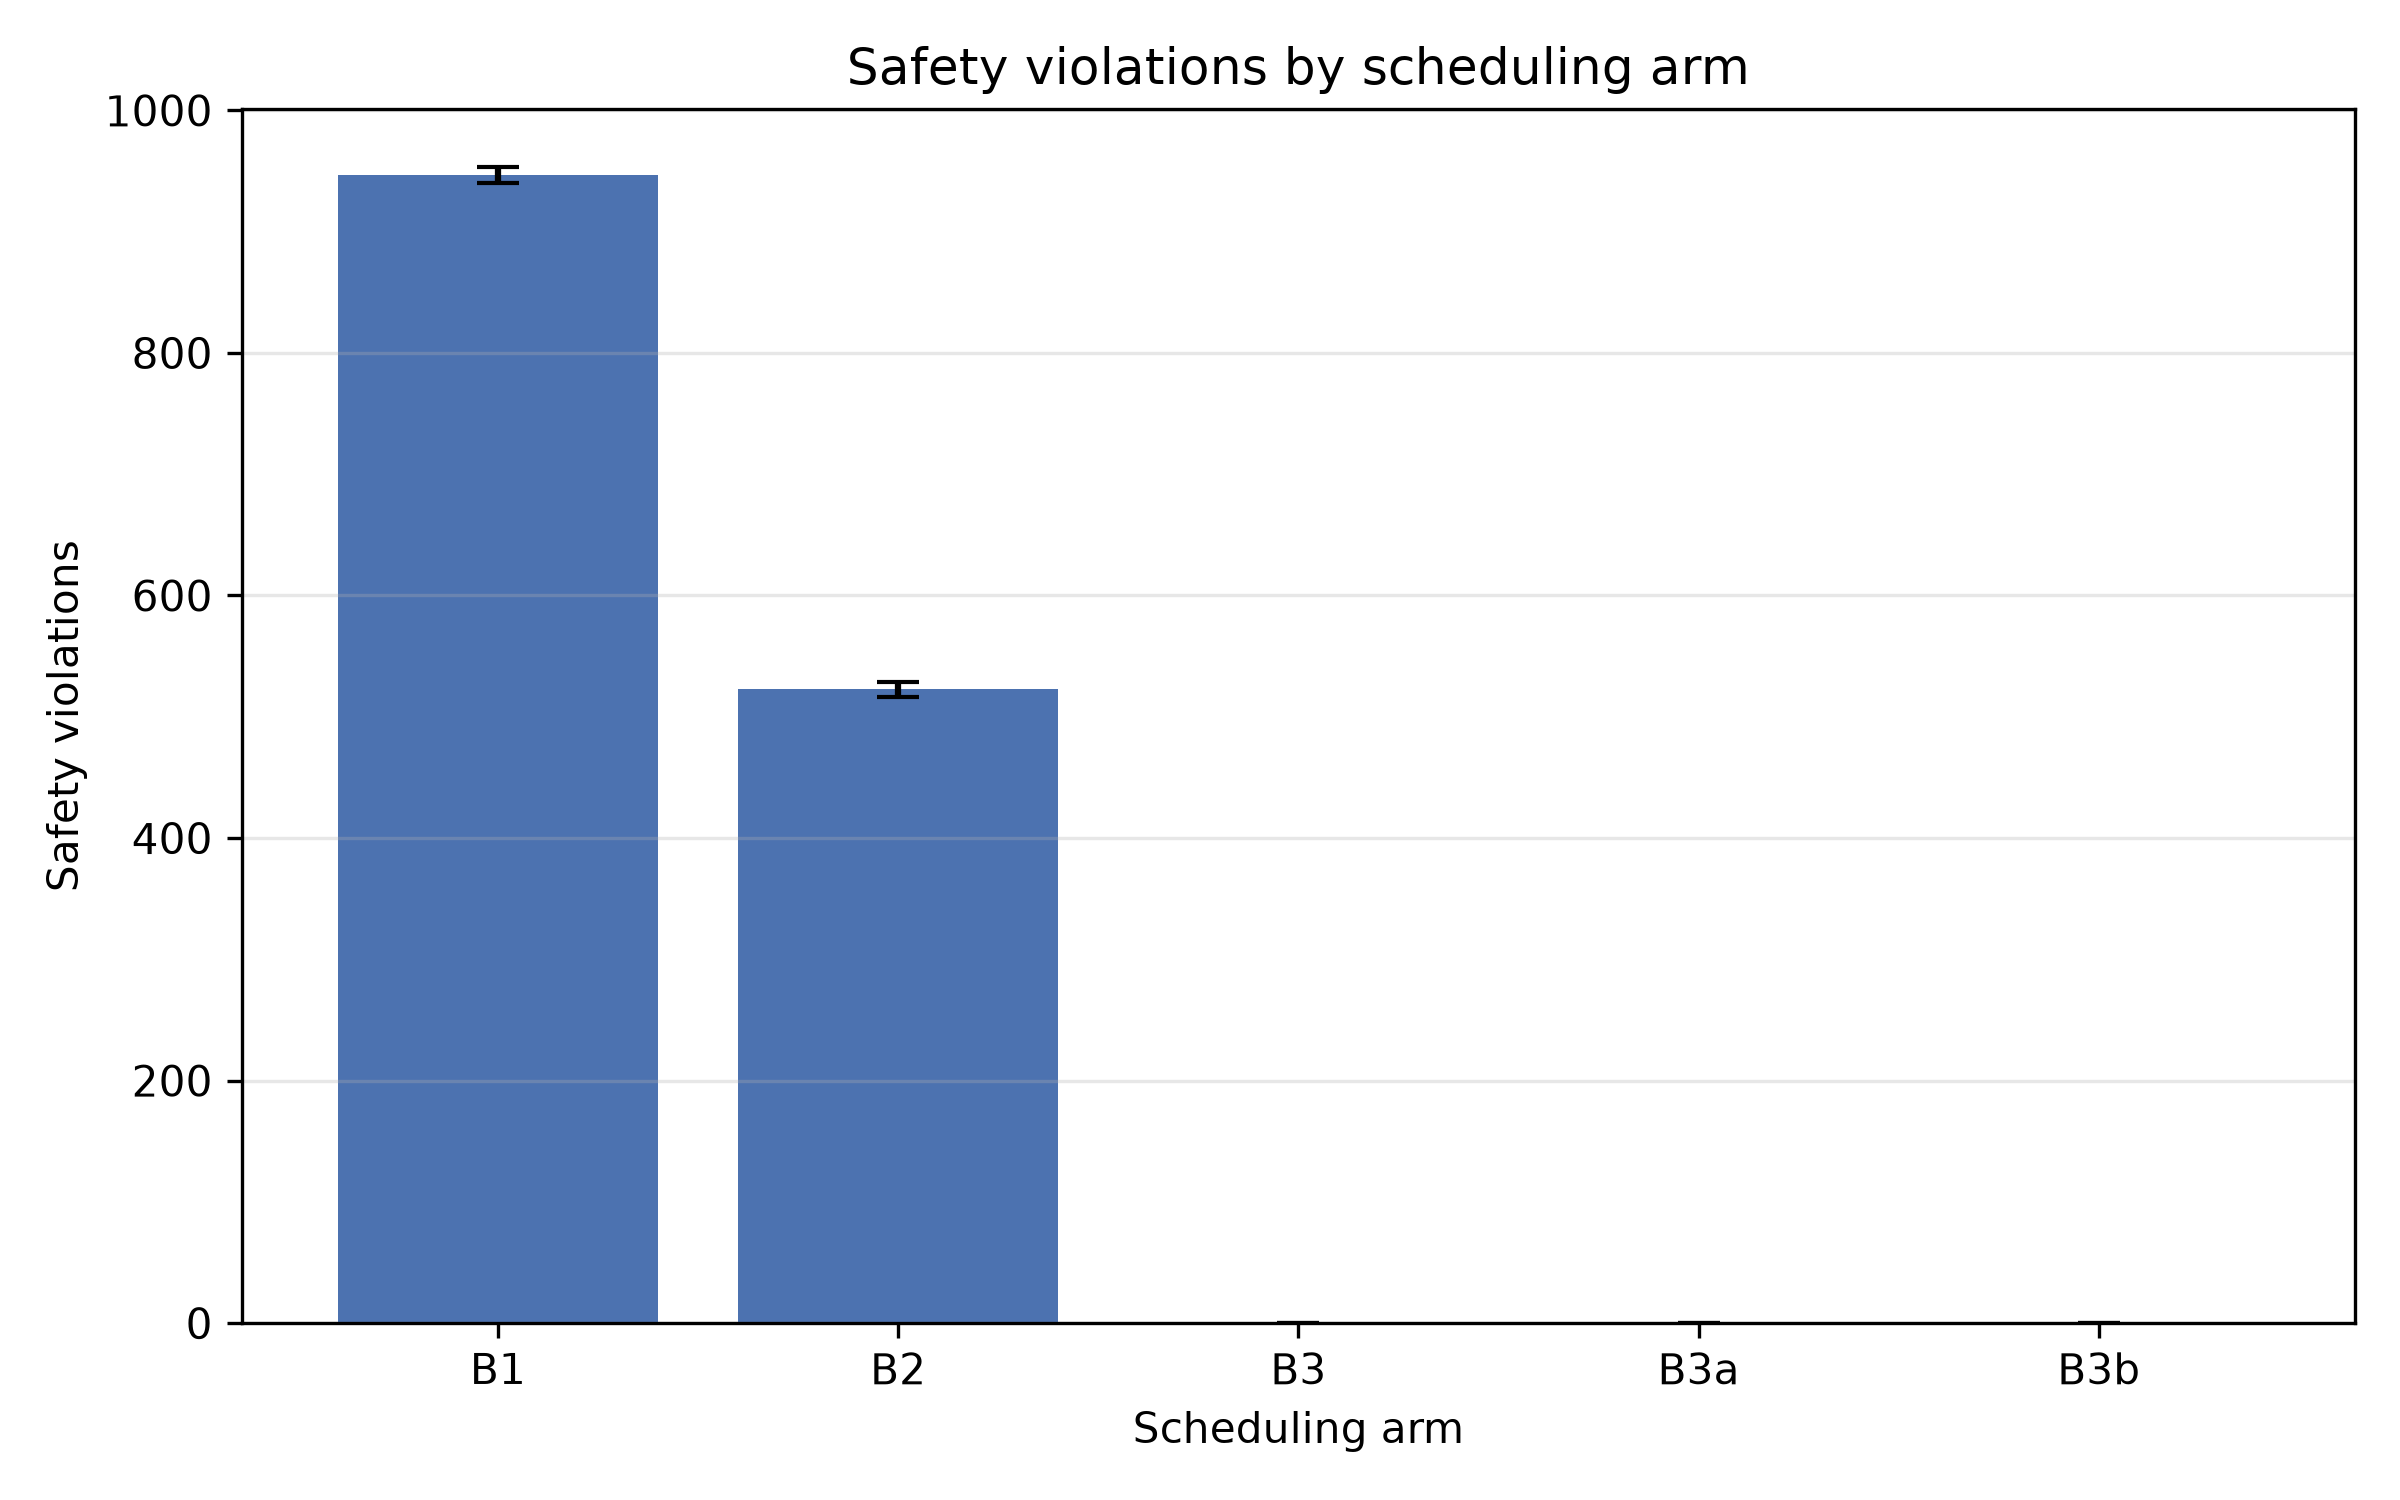 Safety violations by scheduling arm
1000
800
600
400
200
0
Safety violations
B1
B2
B3
B3a
B3b
Scheduling arm